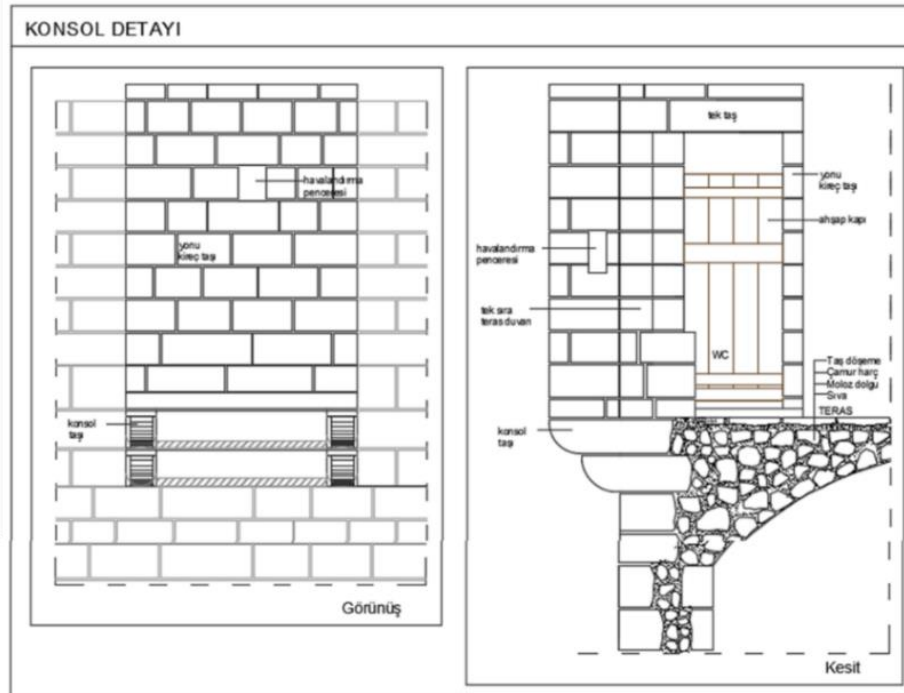 KONSOL DETAYI
havalandırma
penceresi
yonu
kireç taşı
konsol
taşı
Görünüş
tek taş
yonu
kireç taşı
ahşap kapı
havalandırma
penceresi
tek sıra
teras duvarı
WC
Taş döşeme
Çamur harç
Moloz dolgu
Sıva
TERAS
konsol
taşı
Kesit